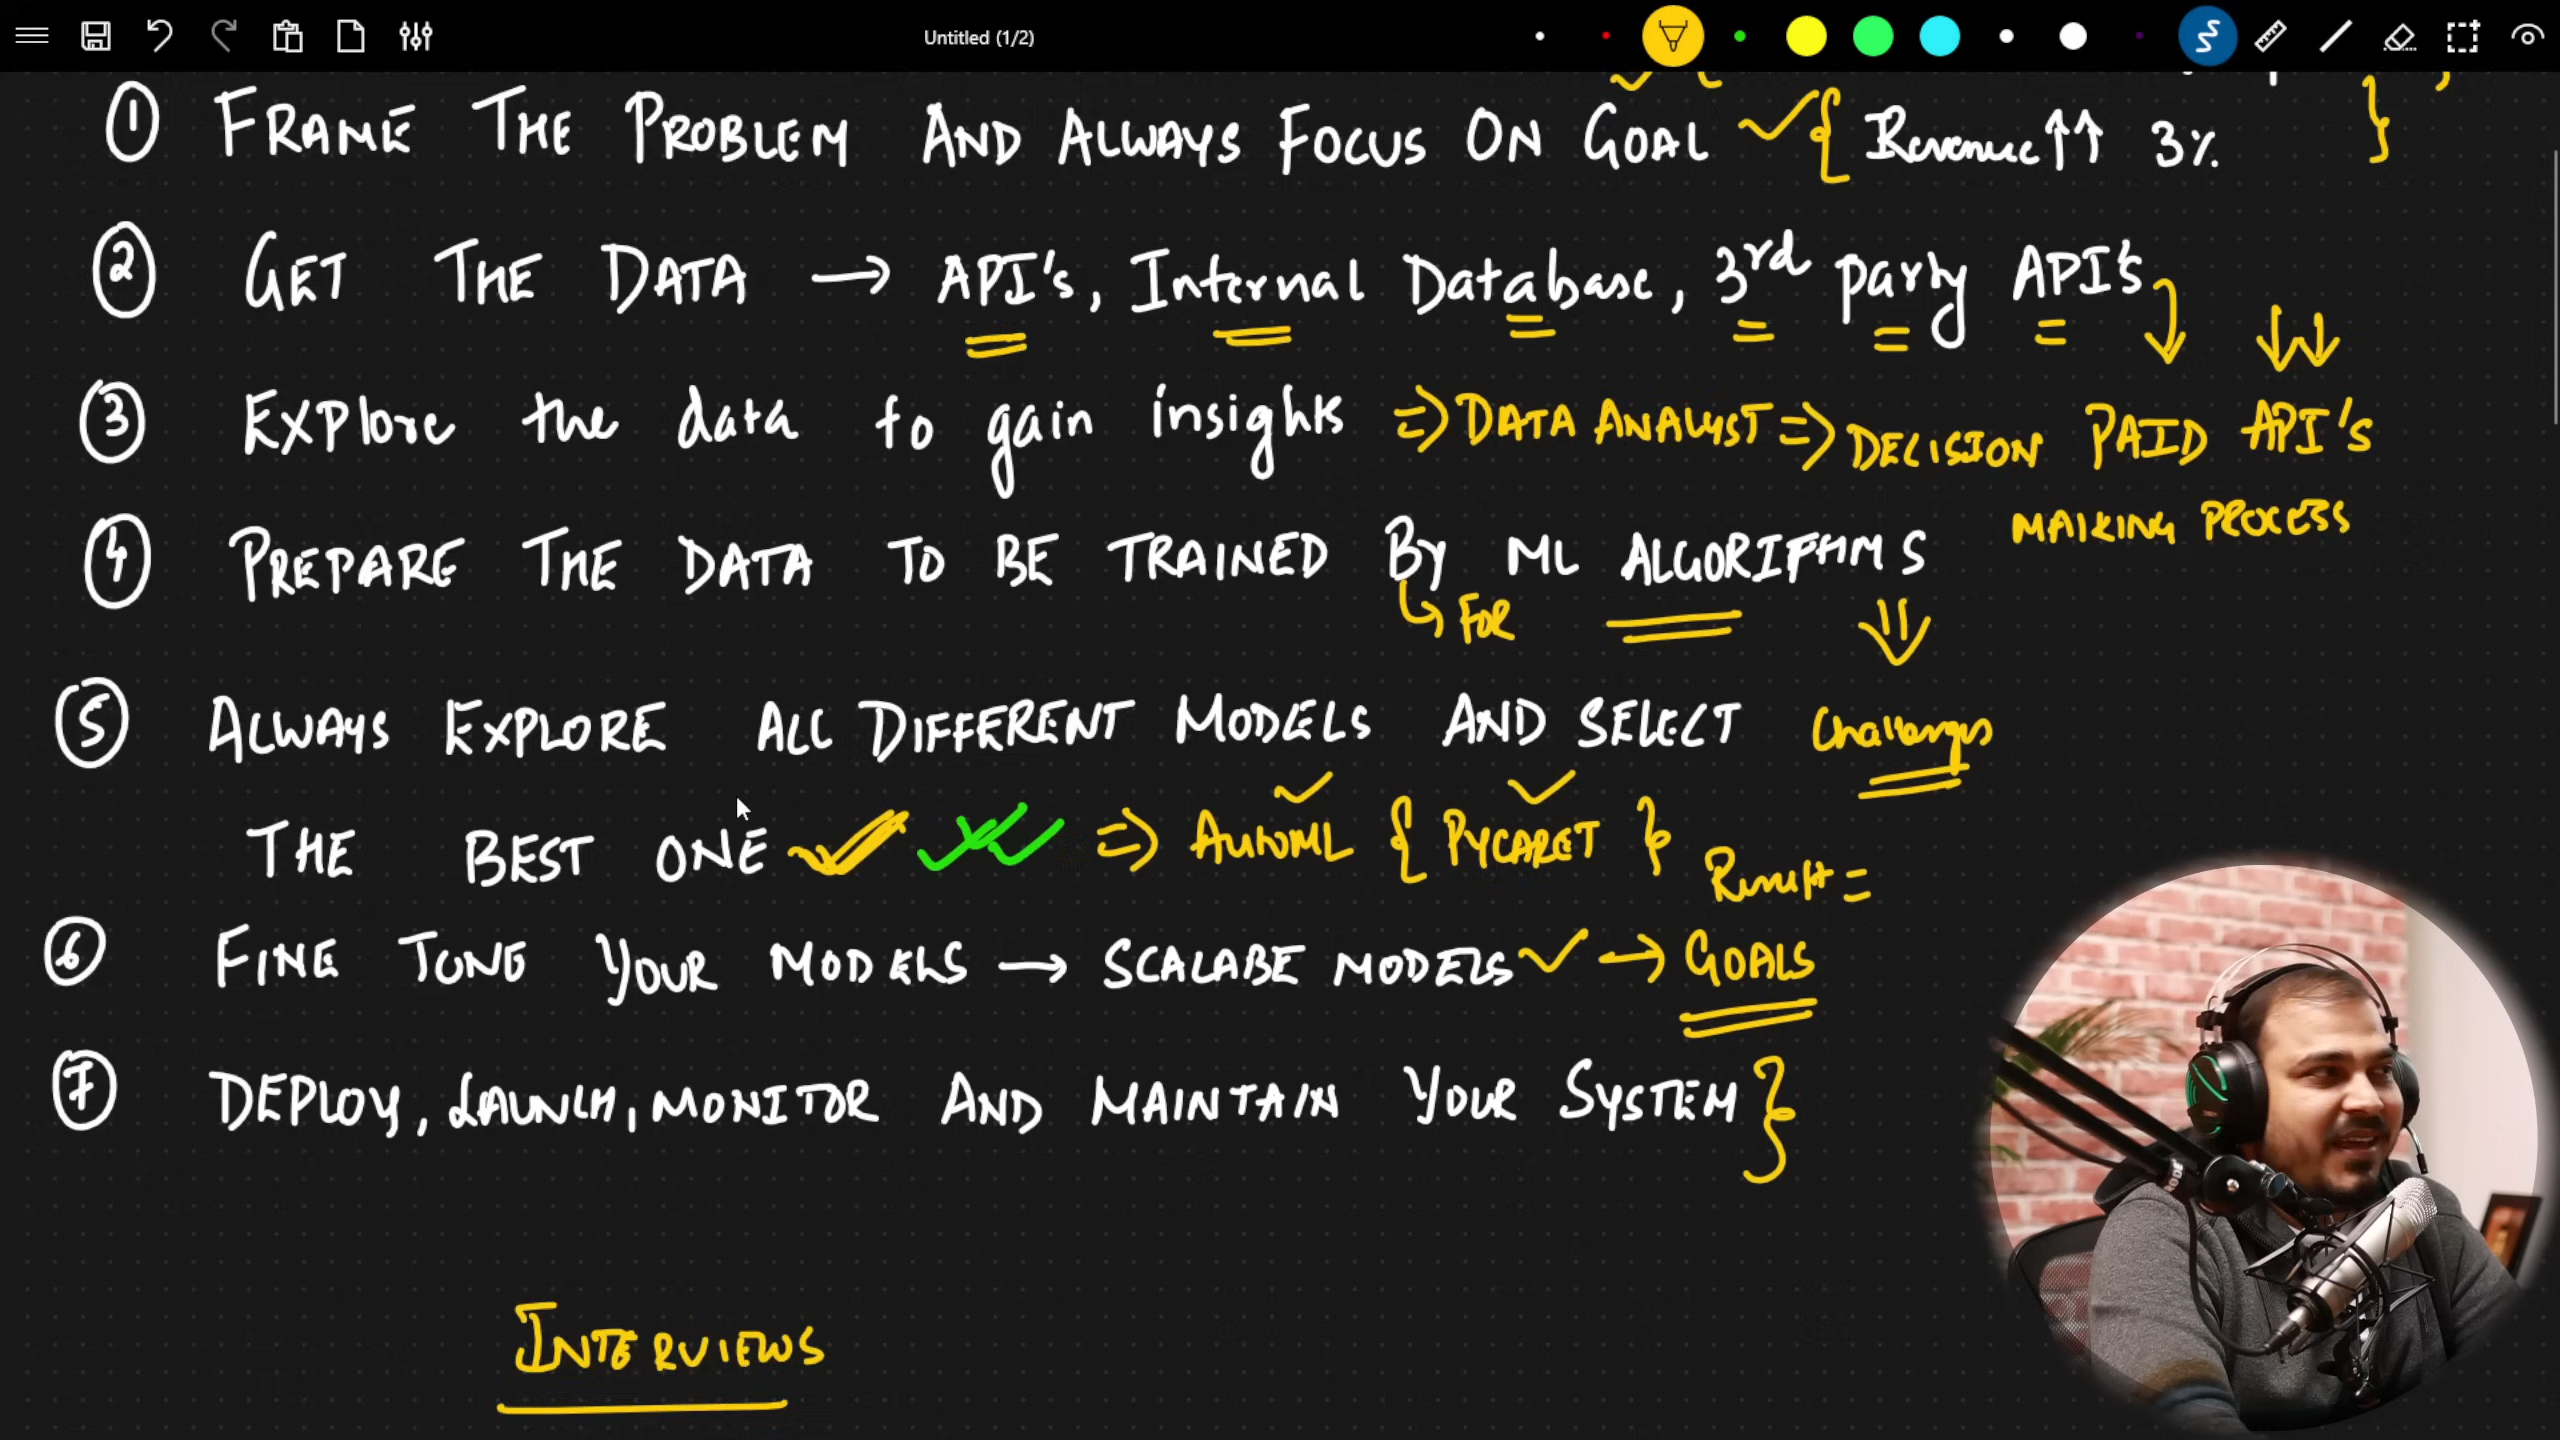 Untitled (1/2)
① FRAME THE PROBLEM AND ALWAYS FOCUS ON GOAL ✓ { Revenue ↑↑ 3% }
② GET THE DATA → API's, Internal Database, 3rd party API's
③ EXPlore the data to gain insights => DATA ANALYST => DECISION PAID API's
MAKING PROCESS
④ PREPARE THE DATA TO BE TRAINED By ML ALGORIFHMS
↳ FOR
⑤ ALWAYS EXPLORE ALL DIFFERENT MODELS AND SELECT Challenges
THE BEST ONE ✓ ✓✓ => AutoML { PYCARET }
Result =
⑥ FINE TUNE YOUR MODELS → SCALABE MODELS ✓ → GOALS
⑦ DEPLOY, LAUNCH, MONITOR AND MAINTAIN YOUR SYSTEM }
INTERVIEWS
RODE